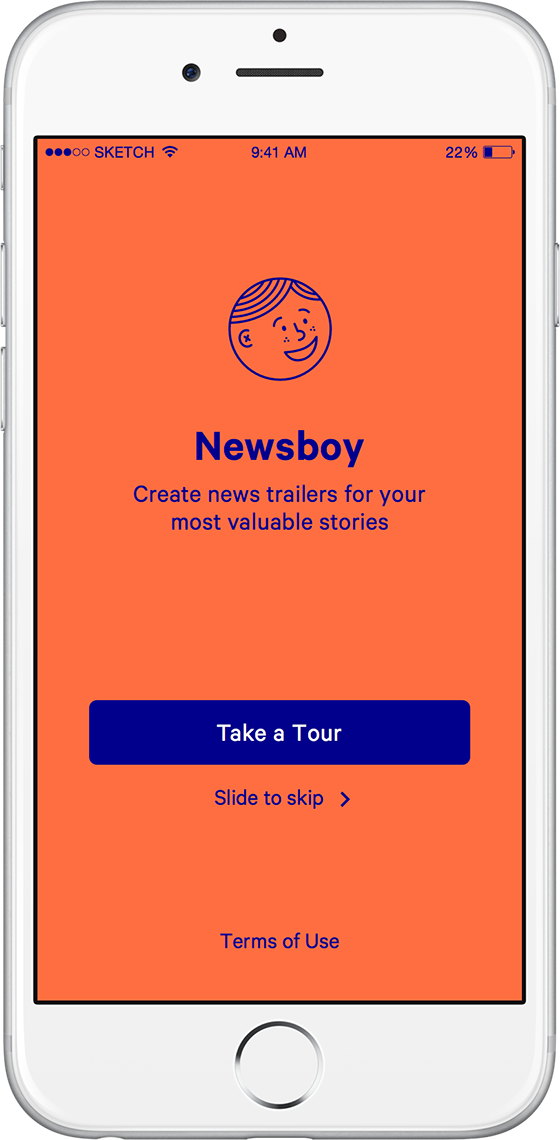 SKETCH 9:41 AM 22%
Newsboy
Create news trailers for your
most valuable stories
Take a Tour
Slide to skip
Terms of Use